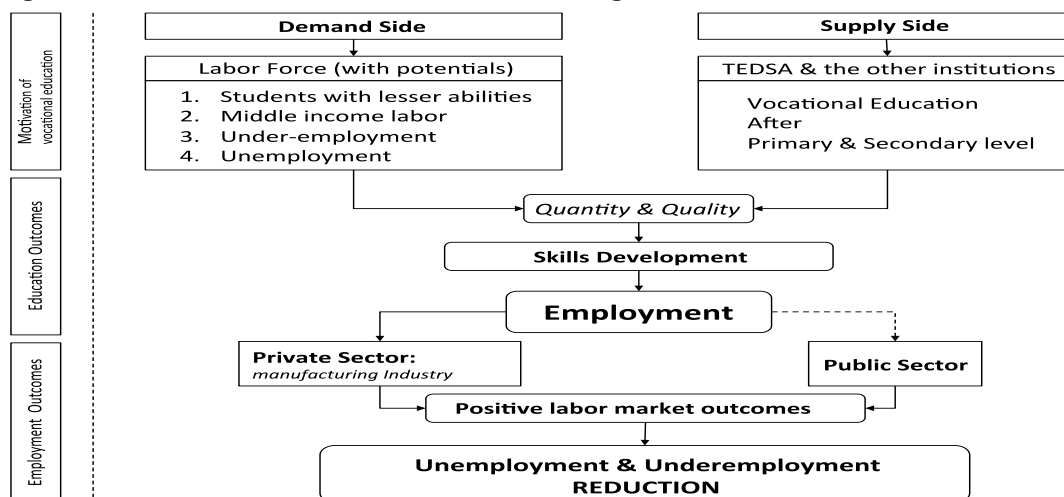 Demand Side
Supply Side
Labor Force (with potentials)
1. Students with lesser abilities
2. Middle income labor
3. Under-employment
4. Unemployment
TEDSA & the other institutions
Vocational Education
After
Primary & Secondary level
Motivation of
vocational education
Quantity & Quality
Skills Development
Education Outcomes
Employment
Private Sector:
manufacturing Industry
Public Sector
Positive labor market outcomes
Employment Outcomes
Unemployment & Underemployment
REDUCTION